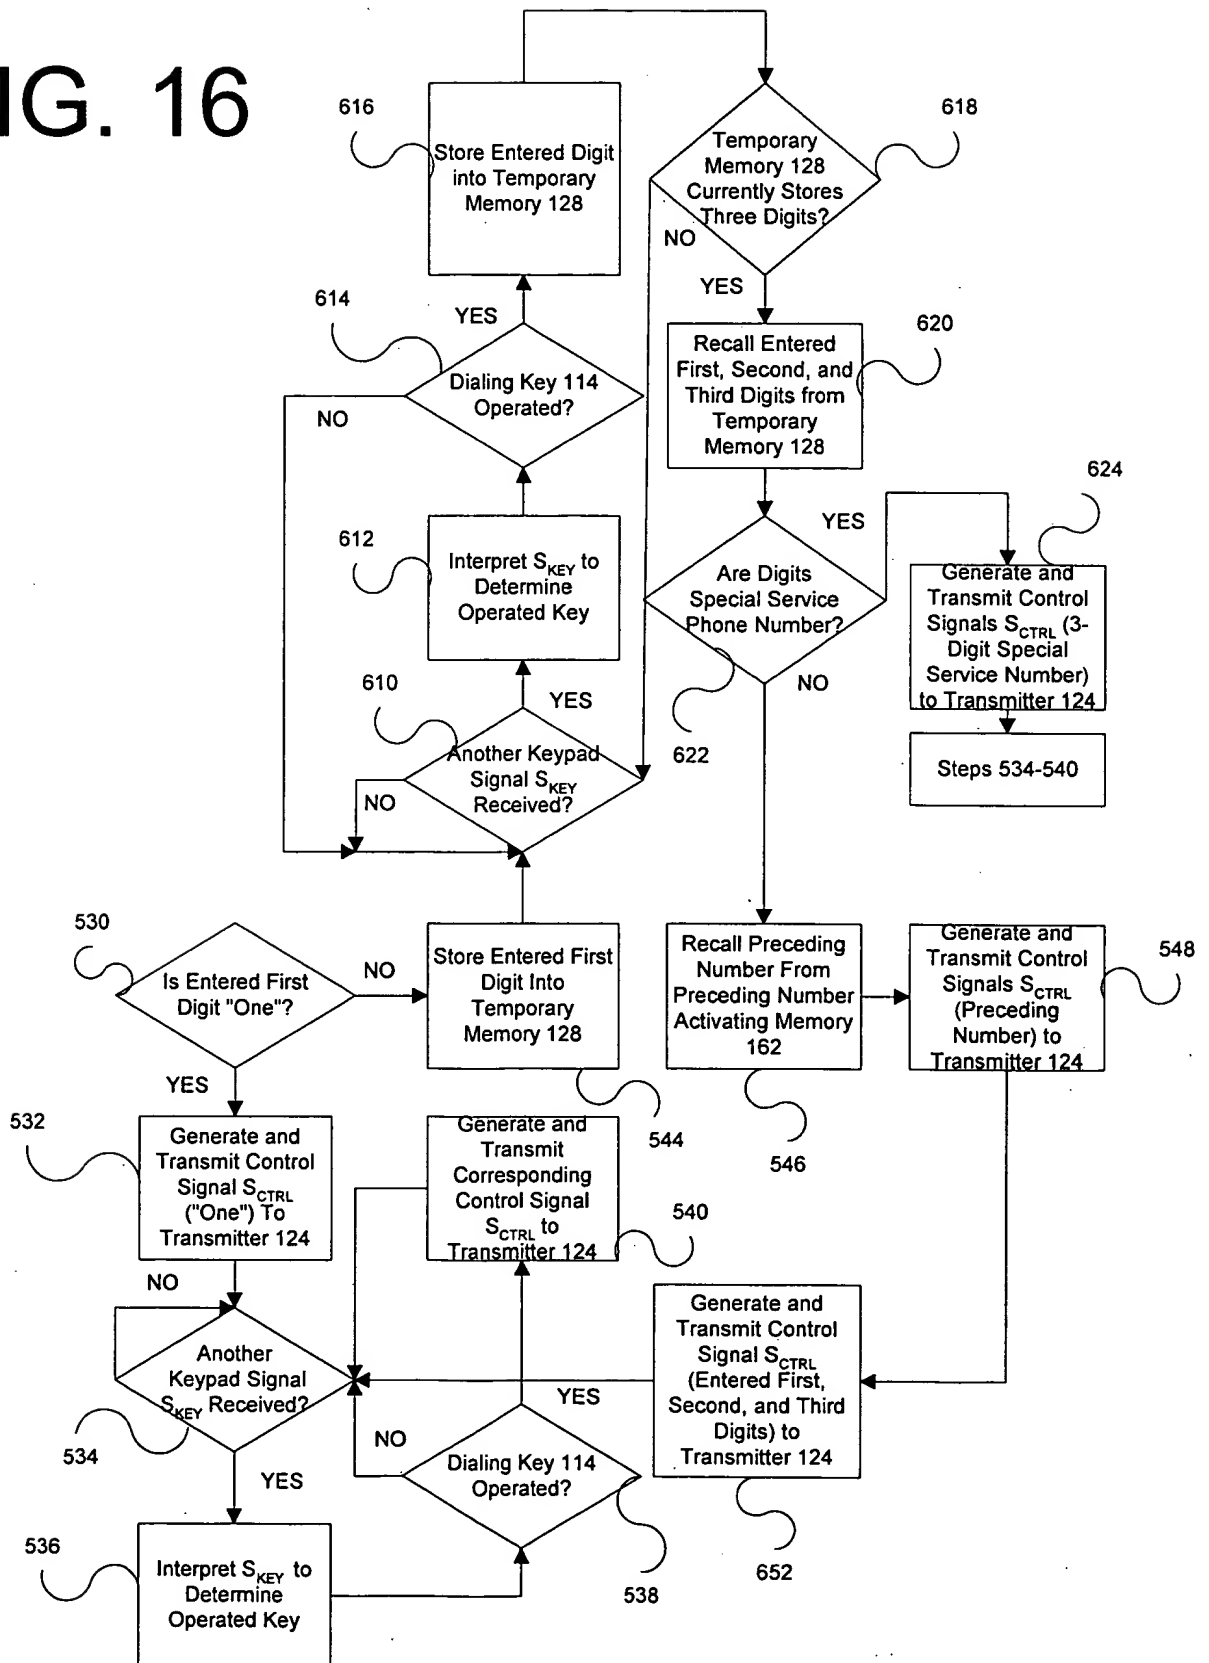 IG. 16
616
Store Entered Digit
into Temporary
Memory 128
618
Temporary
Memory 128
Currently Stores
Three Digits?
NO
YES
614
YES
Dialing Key 114
Operated?
NO
620
Recall Entered
First, Second, and
Third Digits from
Temporary
Memory 128
624
YES
612
Interpret SKEY to
Determine
Operated Key
Are Digits
Special Service
Phone Number?
Generate and
Transmit Control
Signals SCTRL (3-
Digit Special
Service Number)
to Transmitter 124
610
YES
NO
622
Another Keypad
Signal SKEY
Received?
NO
Steps 534-540
530
Is Entered First
Digit "One"?
NO
Store Entered First
Digit Into
Temporary
Memory 128
Recall Preceding
Number From
Preceding Number
Activating Memory
162
Generate and
Transmit Control
Signals SCTRL
(Preceding
Number) to
Transmitter 124
548
YES
544
546
532
Generate and
Transmit Control
Signal SCTRL
("One") To
Transmitter 124
Generate and
Transmit
Corresponding
Control Signal
SCTRL to
Transmitter 124
540
NO
Another
Keypad Signal
SKEY Received?
534
YES
Generate and
Transmit Control
Signal SCTRL
(Entered First,
Second, and Third
Digits) to
Transmitter 124
YES
NO
Dialing Key 114
Operated?
652
538
536
Interpret SKEY to
Determine
Operated Key